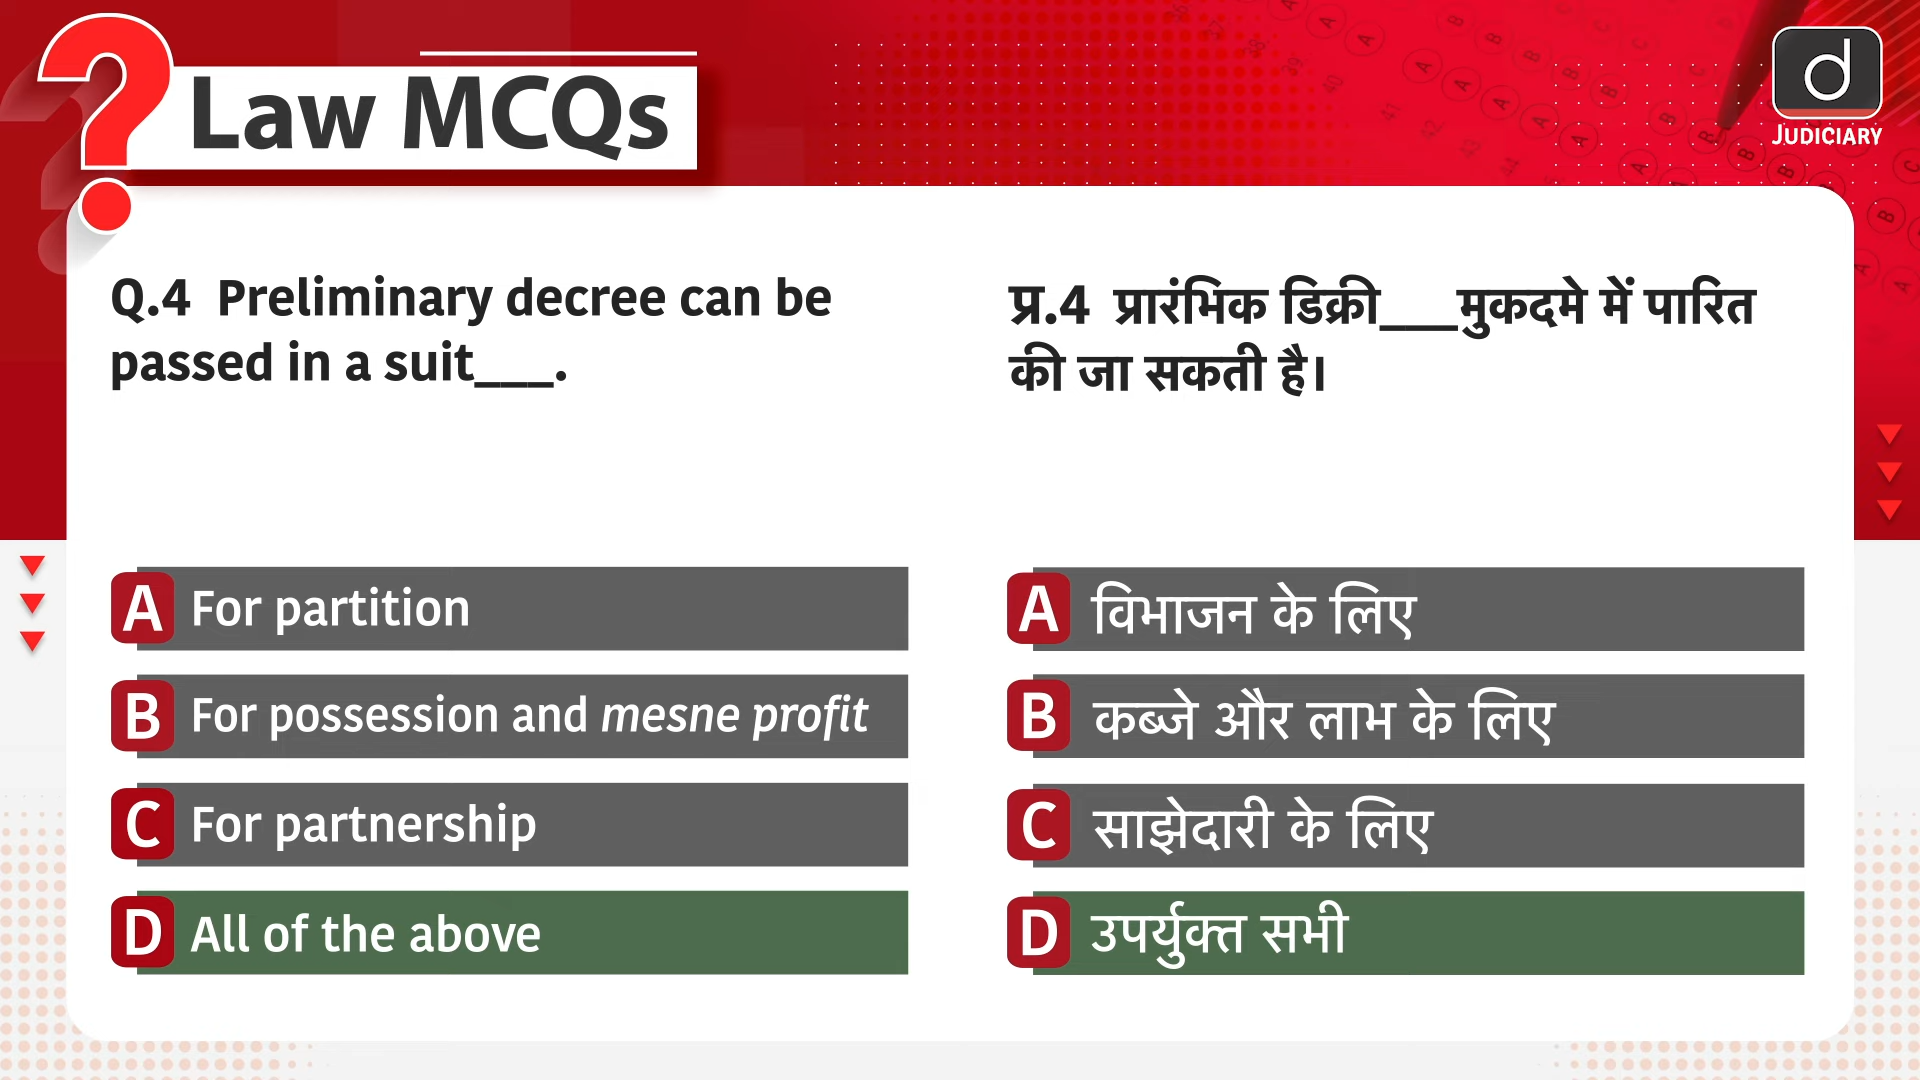 Law MCQs
JUDICIARY
Q.4 Preliminary decree can be
passed in a suit___.
A For partition
B For possession and mesne profit
C For partnership
D All of the above
प्र.4 प्रारंभिक डिक्री___मुकदमे में पारित
की जा सकती है।
A विभाजन के लिए
B कब्जे और लाभ के लिए
C साझेदारी के लिए
D उपर्युक्त सभी